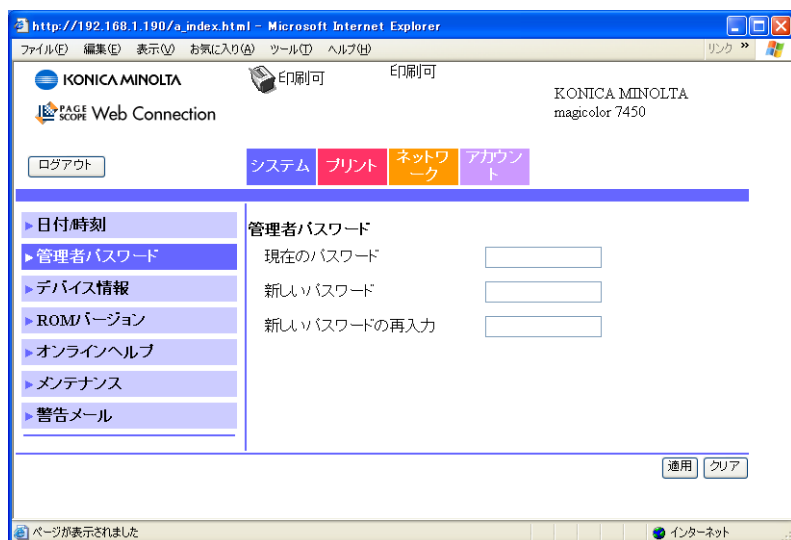 http://192.168.1.190/a_index.html - Microsoft Internet Explorer
ファイル(F) 編集(E) 表示(V) お気に入り(A) ツール(T) ヘルプ(H) リンク »
KONICA MINOLTA
印刷可
印刷可
KONICA MINOLTA
magicolor 7450
PAGE SCOPE Web Connection
ログアウト
システム
プリント
ネットワ
ーク
アカウン
ト
日付/時刻
管理者パスワード
デバイス情報
ROMバージョン
オンラインヘルプ
メンテナンス
警告メール
管理者パスワード
現在のパスワード
新しいパスワード
新しいパスワードの再入力
適用 クリア
ページが表示されました
インターネット